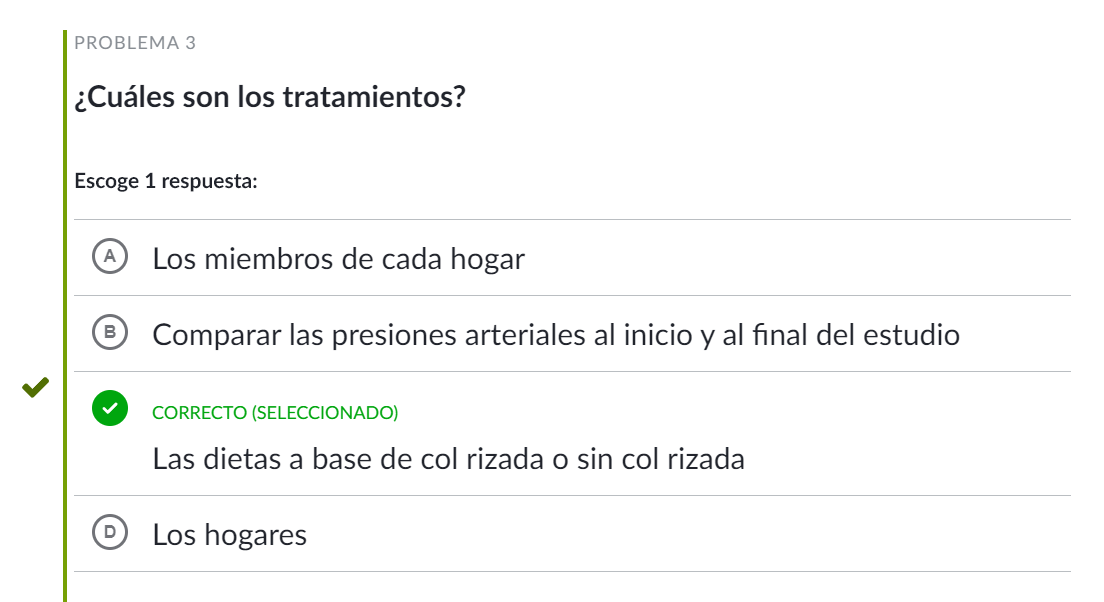 PROBLEMA 3
¿Cuáles son los tratamientos?
Escoge 1 respuesta:
A Los miembros de cada hogar
B Comparar las presiones arteriales al inicio y al final del estudio
CORRECTO (SELECCIONADO)
Las dietas a base de col rizada o sin col rizada
D Los hogares